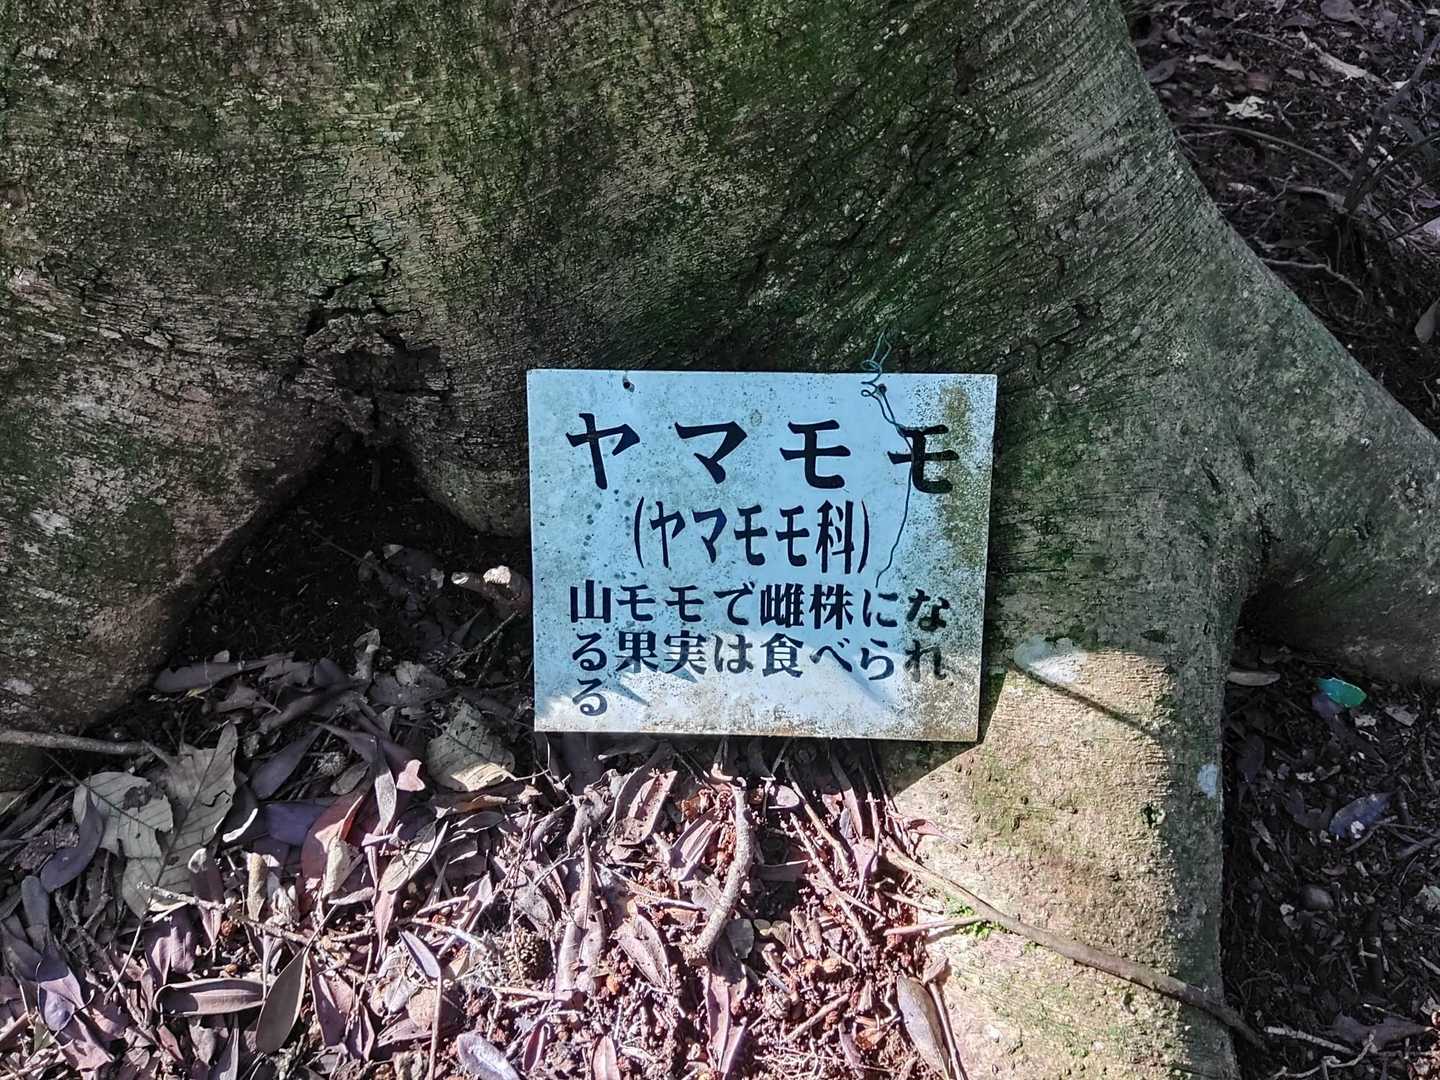 ヤマモモ
(ヤマモモ科)
山モモで雌株にな
る果実は食べられ
る